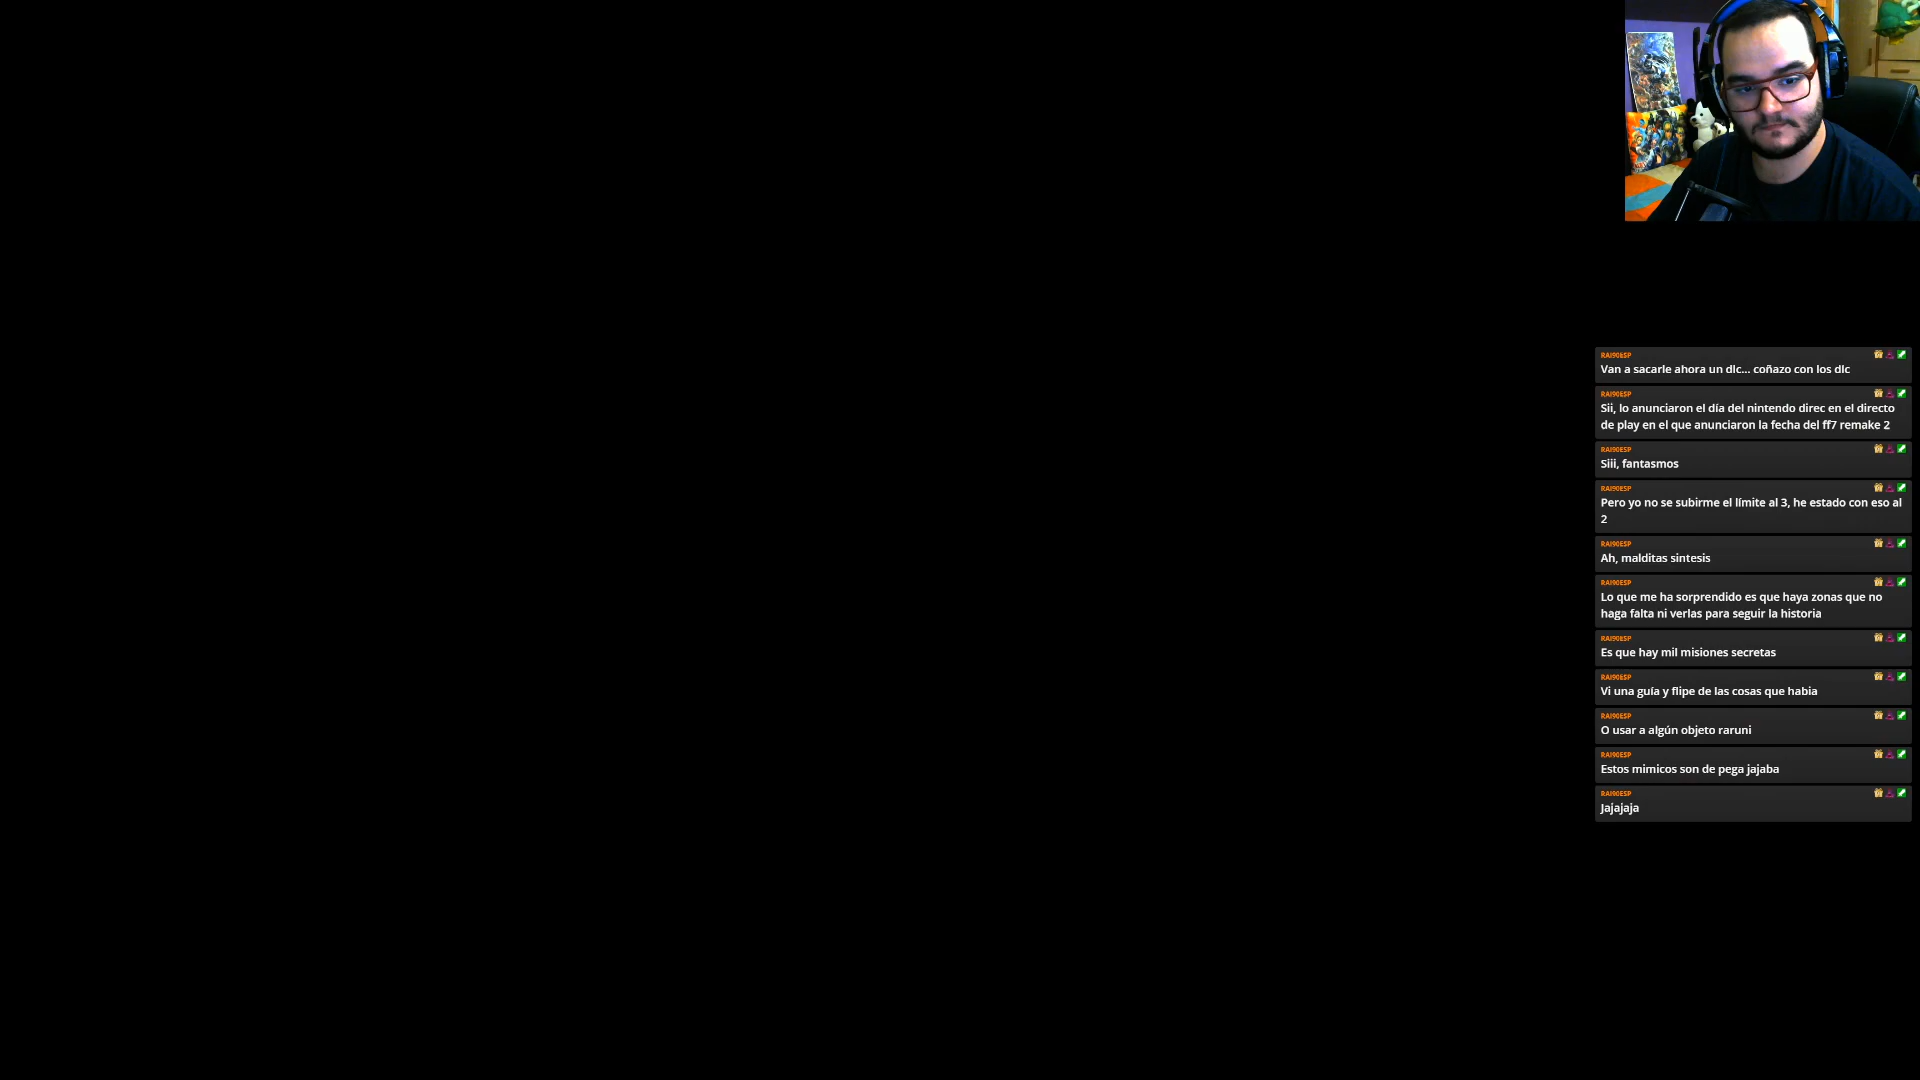 RAI90ESP
Van a sacarle ahora un dlc... coñazo con los dlc
RAI90ESP
Sii, lo anunciaron el día del nintendo direc en el directo
de play en el que anunciaron la fecha del ff7 remake 2
RAI90ESP
Siii, fantasmos
RAI90ESP
Pero yo no se subirme el límite al 3, he estado con eso al
2
RAI90ESP
Ah, malditas sintesis
RAI90ESP
Lo que me ha sorprendido es que haya zonas que no
haga falta ni verlas para seguir la historia
RAI90ESP
Es que hay mil misiones secretas
RAI90ESP
Vi una guía y flipe de las cosas que habia
RAI90ESP
O usar a algún objeto raruni
RAI90ESP
Estos mimicos son de pega jajaba
RAI90ESP
Jajajaja